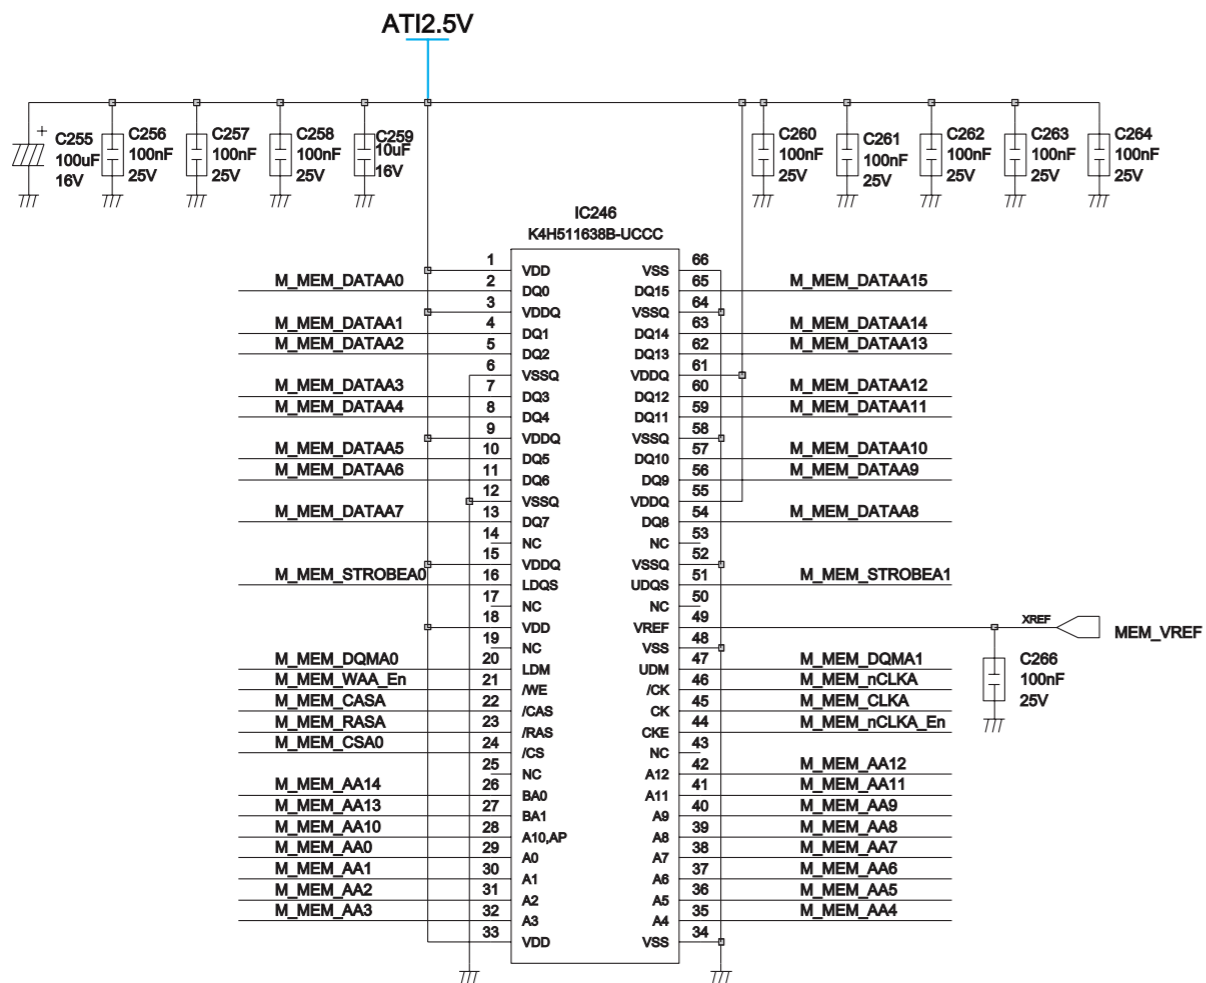 ATI2.5V
+ C255 100uF 16V
C256 100nF 25V
C257 100nF 25V
C258 100nF 25V
C259 10uF 16V
C260 100nF 25V
C261 100nF 25V
C262 100nF 25V
C263 100nF 25V
C264 100nF 25V
IC246
K4H511638B-UCCC
1 VDD VSS 66
M_MEM_DATAA0 2 DQ0 DQ15 65 M_MEM_DATAA15
3 VDDQ VSSQ 64
M_MEM_DATAA1 4 DQ1 DQ14 63 M_MEM_DATAA14
M_MEM_DATAA2 5 DQ2 DQ13 62 M_MEM_DATAA13
6 VSSQ VDDQ 61
M_MEM_DATAA3 7 DQ3 DQ12 60 M_MEM_DATAA12
M_MEM_DATAA4 8 DQ4 DQ11 59 M_MEM_DATAA11
9 VDDQ VSSQ 58
M_MEM_DATAA5 10 DQ5 DQ10 57 M_MEM_DATAA10
M_MEM_DATAA6 11 DQ6 DQ9 56 M_MEM_DATAA9
12 VSSQ VDDQ 55
M_MEM_DATAA7 13 DQ7 DQ8 54 M_MEM_DATAA8
14 NC NC 53
15 VDDQ VSSQ 52
M_MEM_STROBEA0 16 LDQS UDQS 51 M_MEM_STROBEA1
17 NC NC 50
18 VDD VREF 49 XREF MEM_VREF
19 NC VSS 48
C266 100nF 25V
M_MEM_DQMA0 20 LDM UDM 47 M_MEM_DQMA1
M_MEM_WAA_En 21 /WE /CK 46 M_MEM_nCLKA
M_MEM_CASA 22 /CAS CK 45 M_MEM_CLKA
M_MEM_RASA 23 /RAS CKE 44 M_MEM_nCLKA_En
M_MEM_CSA0 24 /CS NC 43
25 NC A12 42 M_MEM_AA12
M_MEM_AA14 26 BA0 A11 41 M_MEM_AA11
M_MEM_AA13 27 BA1 A9 40 M_MEM_AA9
M_MEM_AA10 28 A10,AP A8 39 M_MEM_AA8
M_MEM_AA0 29 A0 A7 38 M_MEM_AA7
M_MEM_AA1 30 A1 A6 37 M_MEM_AA6
M_MEM_AA2 31 A2 A5 36 M_MEM_AA5
M_MEM_AA3 32 A3 A4 35 M_MEM_AA4
33 VDD VSS 34